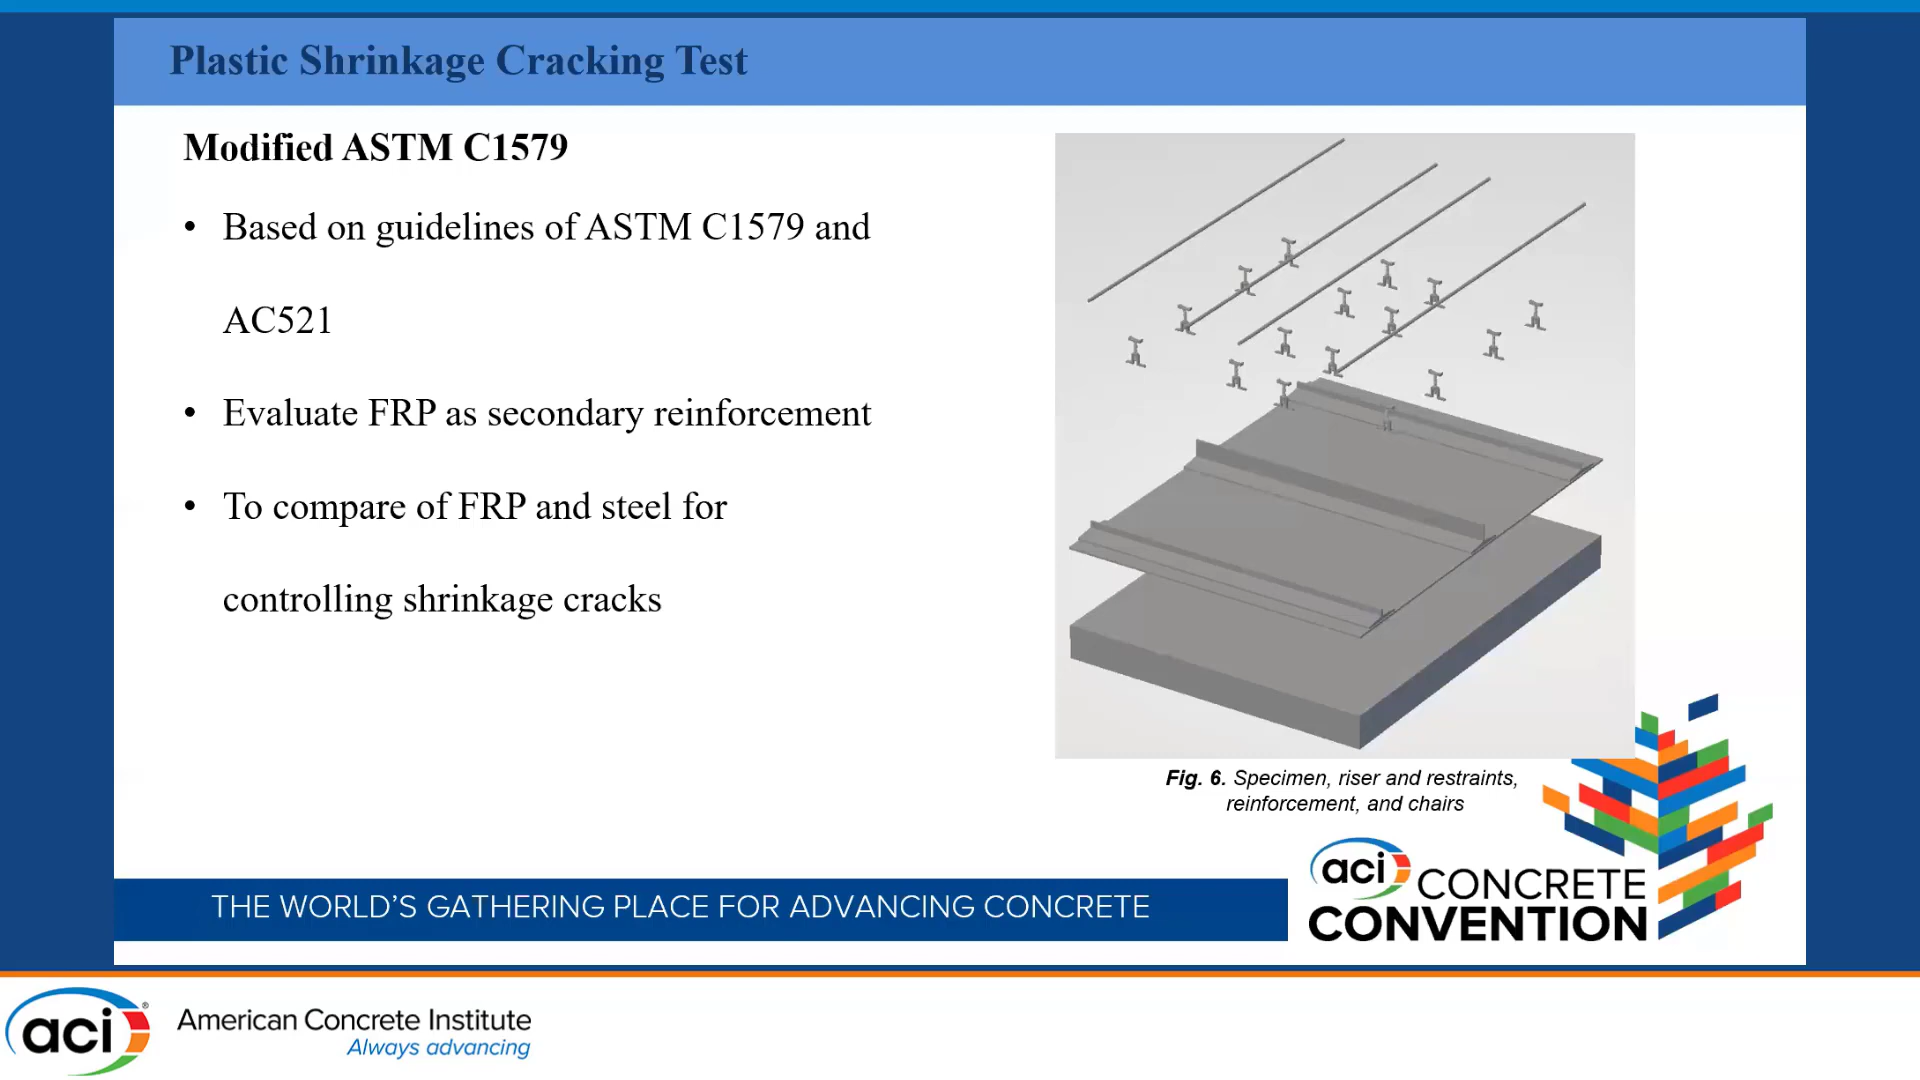 Plastic Shrinkage Cracking Test
Modified ASTM C1579
• Based on guidelines of ASTM C1579 and
AC521
• Evaluate FRP as secondary reinforcement
• To compare of FRP and steel for
controlling shrinkage cracks
Fig. 6. Specimen, riser and restraints,
reinforcement, and chairs
THE WORLD'S GATHERING PLACE FOR ADVANCING CONCRETE
aci CONCRETE
CONVENTION
aci®
American Concrete Institute
Always advancing